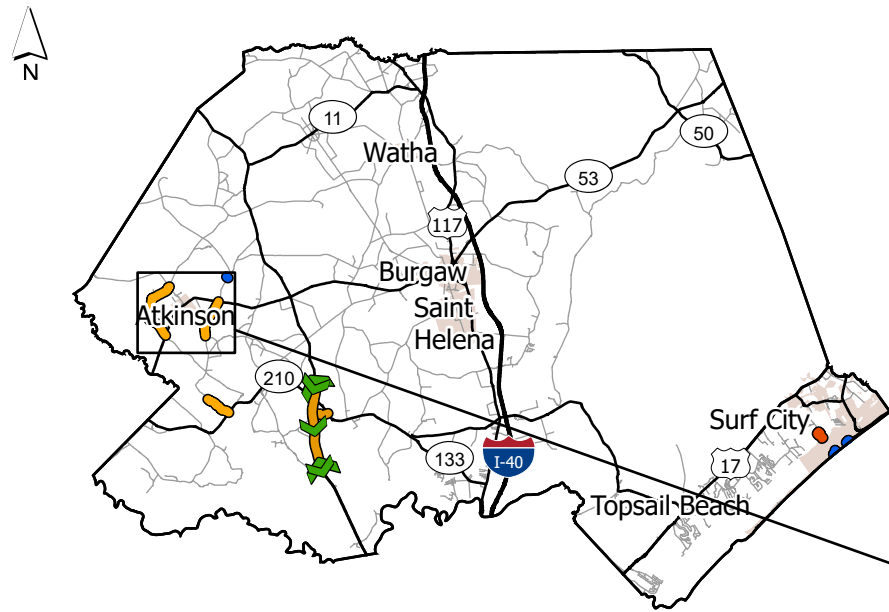 N
11
50
Watha
53
117
Burgaw
Saint
Helena
Atkinson
210
Surf City
133
I-40
17
Topsail Beach